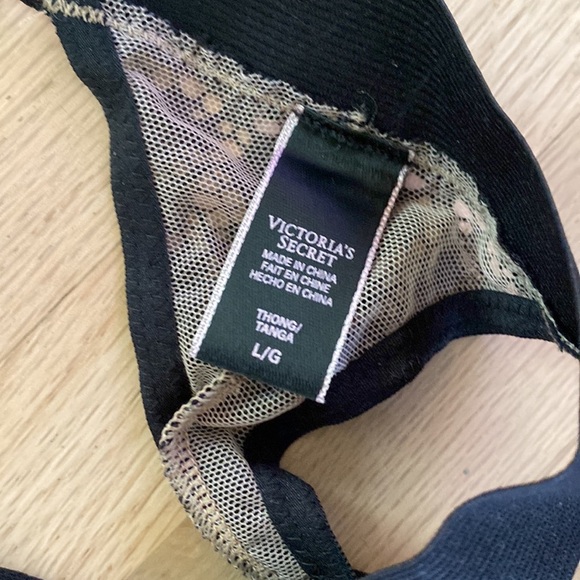 VICTORIA'S
SECRET
MADE IN CHINA
FAIT EN CHINE
HECHO EN CHINA
THONG/
TANGA
L/G